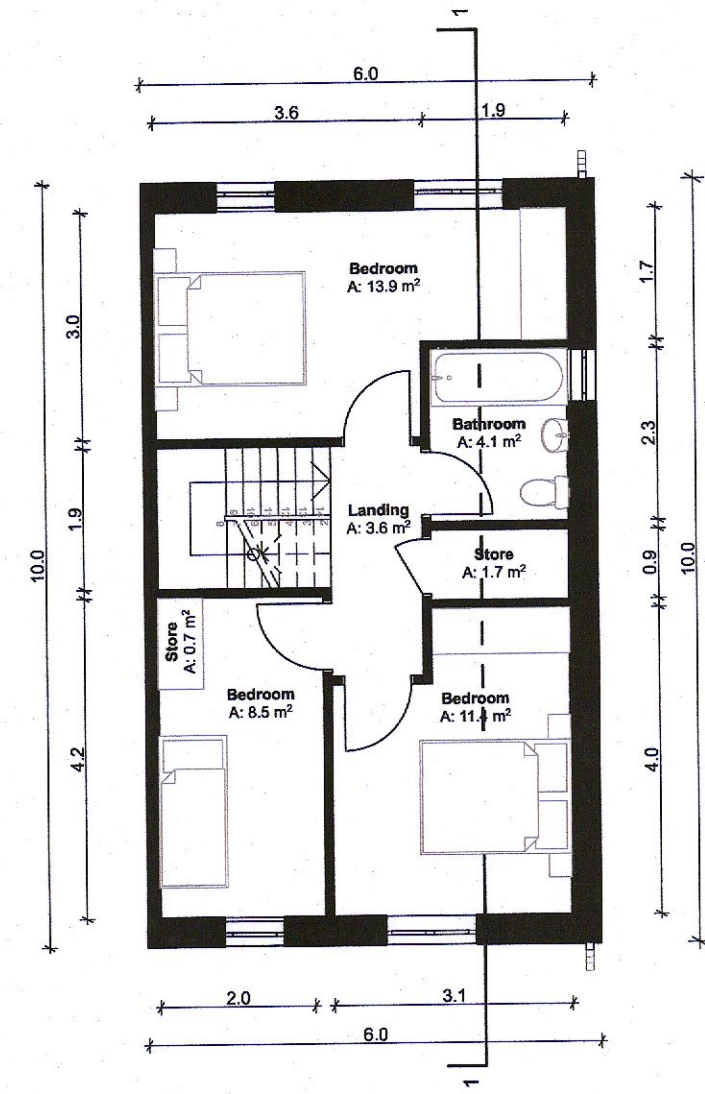 1
6.0
3.6
1.9
Bedroom
A: 13.9 m²
1.7
3.0
Bathroom
A: 4.1 m²
2.3
Landing
A: 3.6 m²
1.9
10.0
10.0
Store
A: 1.7 m²
0.9
Store
A: 0.7 m²
Bedroom
A: 8.5 m²
Bedroom
A: 11.4 m²
4.2
4.0
2.0
3.1
6.0
1